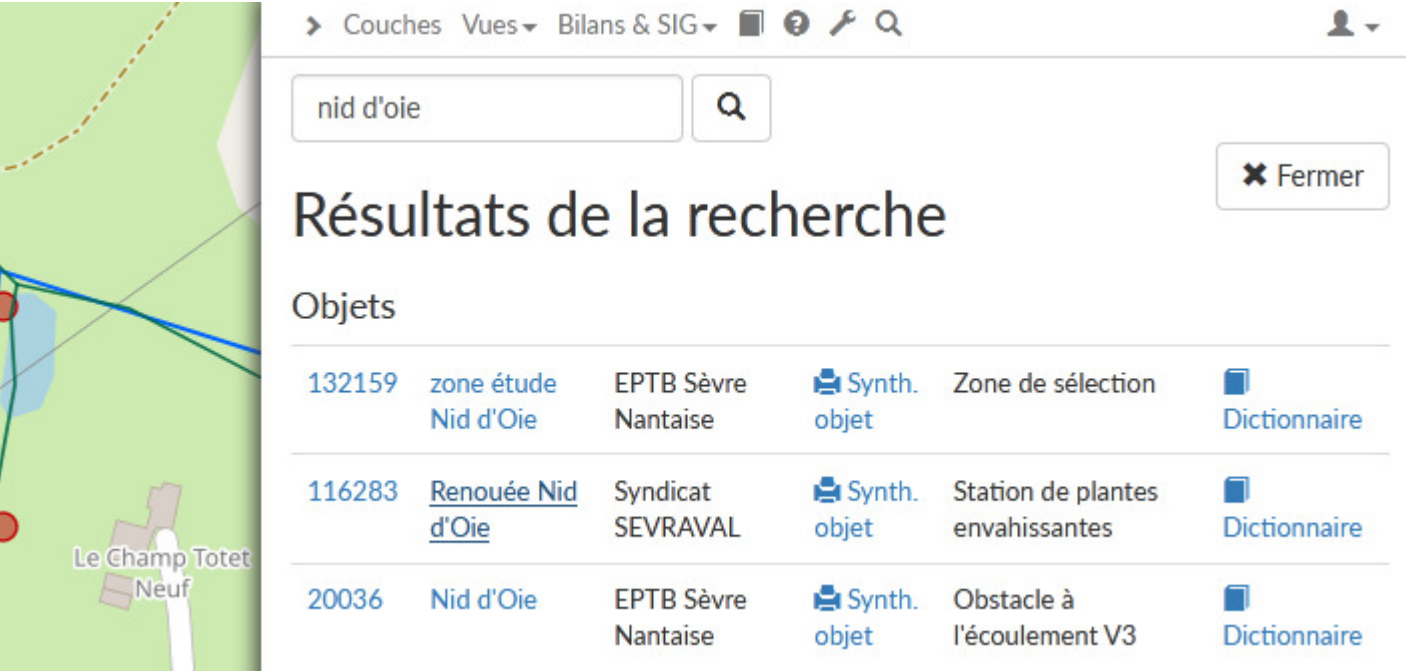 Couches Vues Bilans & SIG
nid d'oie
Fermer
Résultats de la recherche
Objets
132159 zone étude EPTB Sèvre Synth. Zone de sélection
Nid d'Oie Nantaise objet Dictionnaire
116283 Renouée Nid Syndicat Synth. Station de plantes
d'Oie SEVRAVAL objet envahissantes Dictionnaire
20036 Nid d'Oie EPTB Sèvre Synth. Obstacle à
Nantaise objet l'écoulement V3 Dictionnaire
Le Champ Totet
Neuf